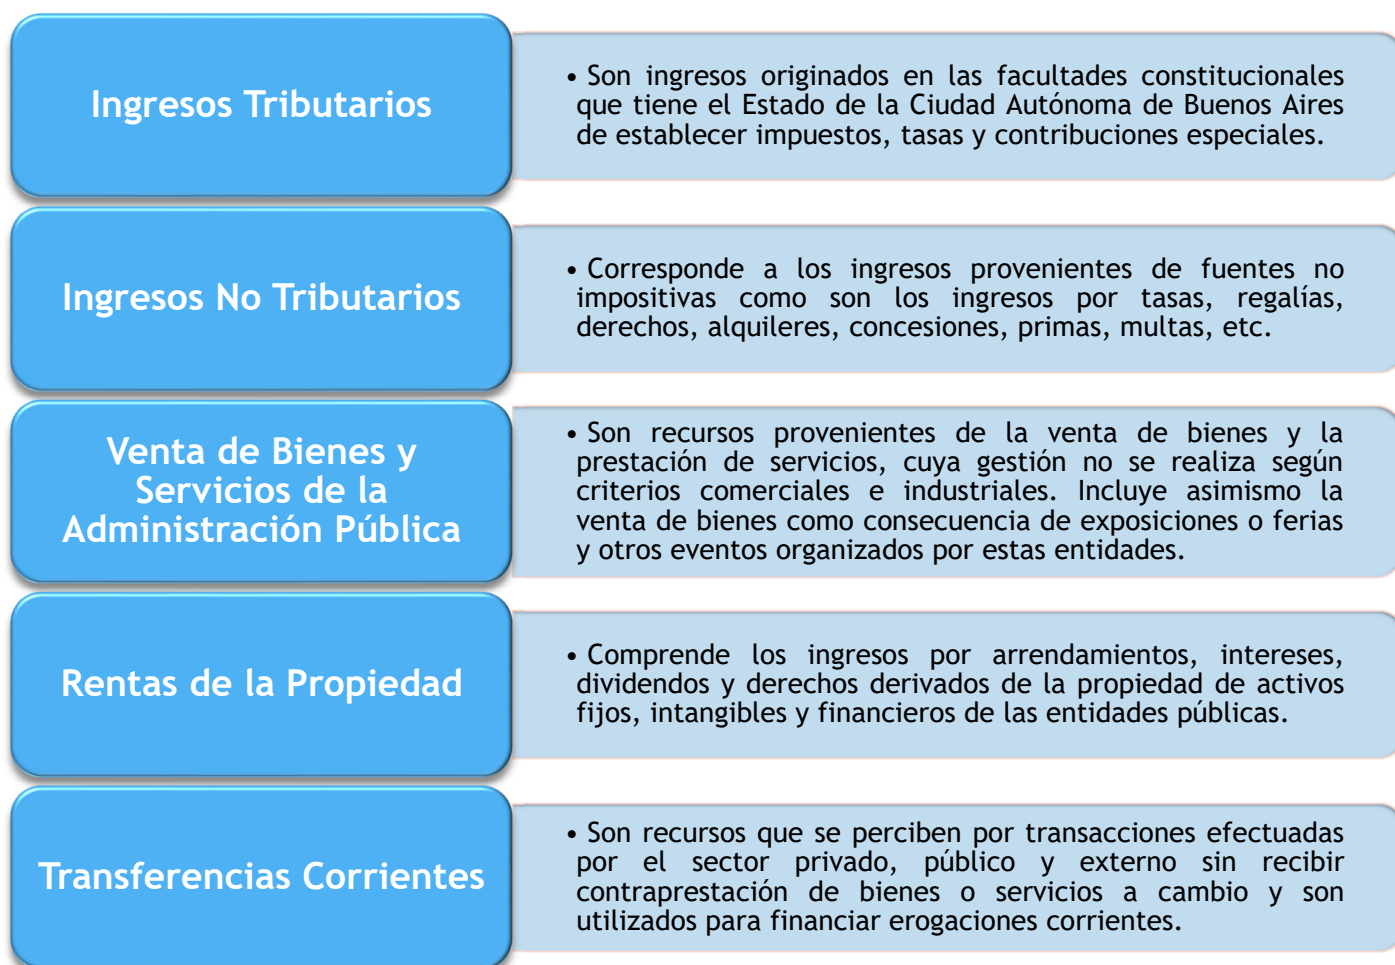 Ingresos Tributarios
• Son ingresos originados en las facultades constitucionales
que tiene el Estado de la Ciudad Autónoma de Buenos Aires
de establecer impuestos, tasas y contribuciones especiales.
Ingresos No Tributarios
• Corresponde a los ingresos provenientes de fuentes no
impositivas como son los ingresos por tasas, regalías,
derechos, alquileres, concesiones, primas, multas, etc.
Venta de Bienes y
Servicios de la
Administración Pública
• Son recursos provenientes de la venta de bienes y la
prestación de servicios, cuya gestión no se realiza según
criterios comerciales e industriales. Incluye asimismo la
venta de bienes como consecuencia de exposiciones o ferias
y otros eventos organizados por estas entidades.
Rentas de la Propiedad
• Comprende los ingresos por arrendamientos, intereses,
dividendos y derechos derivados de la propiedad de activos
fijos, intangibles y financieros de las entidades públicas.
Transferencias Corrientes
• Son recursos que se perciben por transacciones efectuadas
por el sector privado, público y externo sin recibir
contraprestación de bienes o servicios a cambio y son
utilizados para financiar erogaciones corrientes.